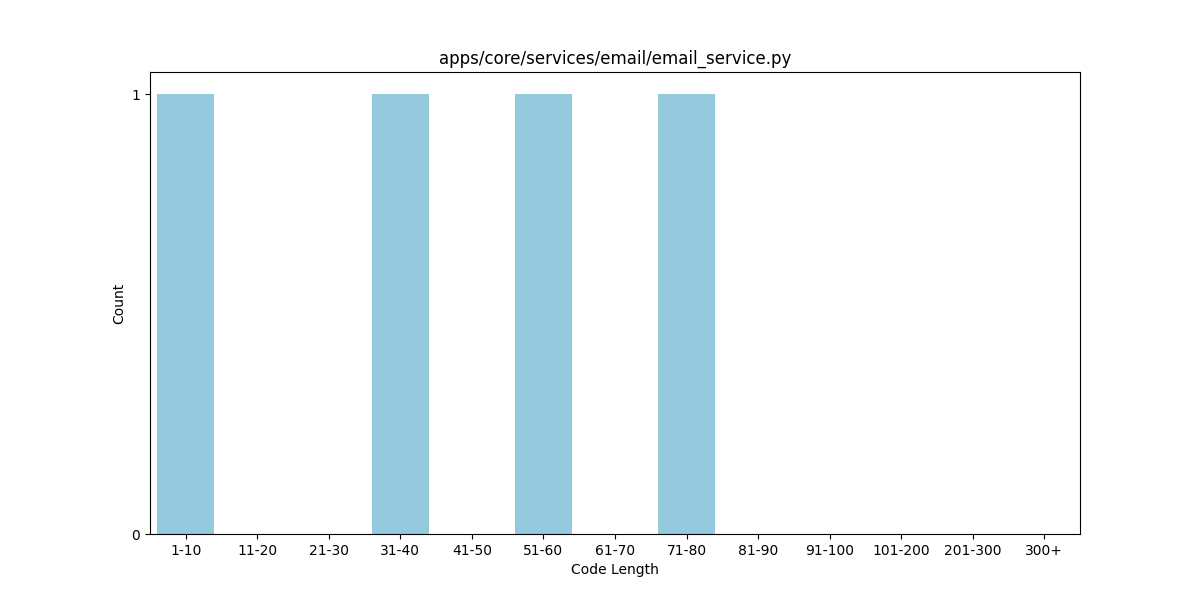 apps/core/services/email/email_service.py
1
Count
0
1-10 11-20 21-30 31-40 41-50 51-60 61-70 71-80 81-90 91-100 101-200 201-300 300+
Code Length